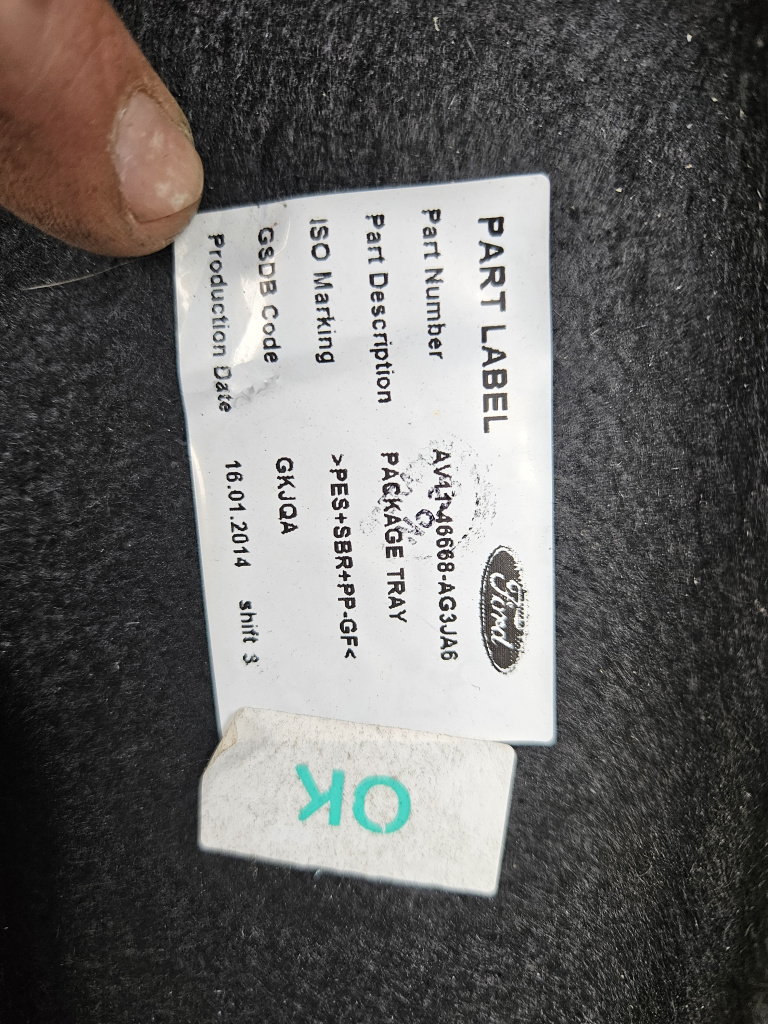 PART LABEL
Ford
Part Number AV11-46668-AG3JA6
Part Description PACKAGE TRAY
ISO Marking >PES+SBR+PP-GF<
GSDB Code GKJQA
Production Date 16.01.2014 shift 3
OK